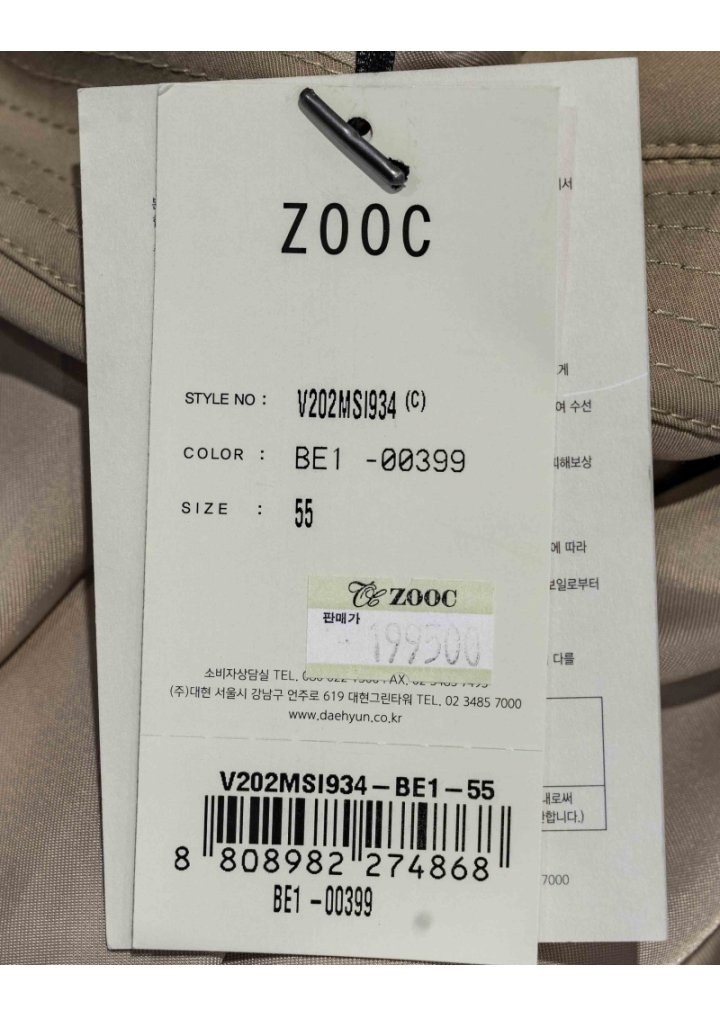 ZOOC
STYLE NO : V202MSI934 (C)
COLOR : BE1 -00399
SIZE : 55
ZOOC
판매가
199500
소비자상담실 TEL.
(주)대현 서울시 강남구 언주로 619 대현그린타워 TEL. 02 3485 7000
www.daehyun.co.kr
V202MSI934-BE1-55
8 808982 274868
BE1 -00399
서
게
여 수선
피해보상
에 따라
보일로부터
다를
내로써
합니다.)
7000